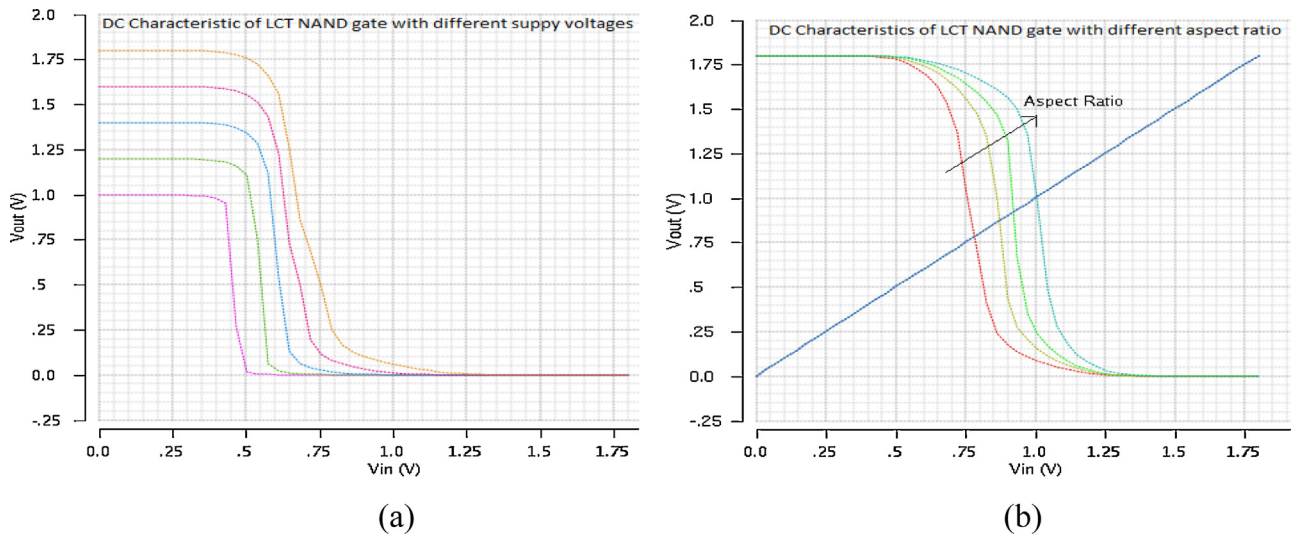 DC Characteristic of LCT NAND gate with different suppy voltages
2.0
1.75
1.5
1.25
1.0
.75
.5
.25
0.0
-.25
Vout (V)
0.0 .25 .5 .75 1.0 1.25 1.5 1.75
Vin (V)
(a)
DC Characteristics of LCT NAND gate with different aspect ratio
2.0
1.75
1.5
1.25
1.0
.75
.5
.25
0.0
-.25
Vout (V)
Aspect Ratio
0.0 .25 .5 .75 1.0 1.25 1.5 1.75
Vin (V)
(b)